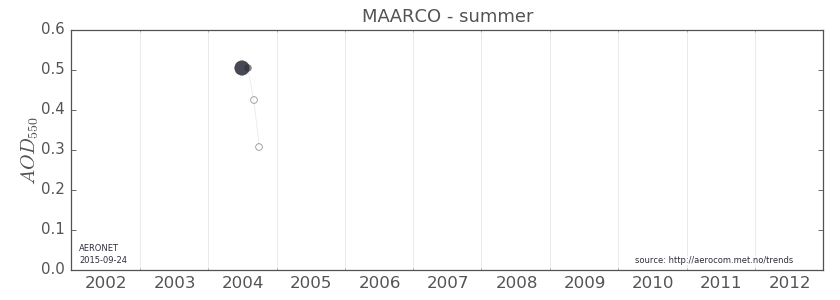 MAARCO - summer
0.6
0.5
0.4
0.3
0.2
0.1
0.0
AOD550
AERONET
2015-09-24
source: http://aerocom.met.no/trends
2002 2003 2004 2005 2006 2007 2008 2009 2010 2011 2012